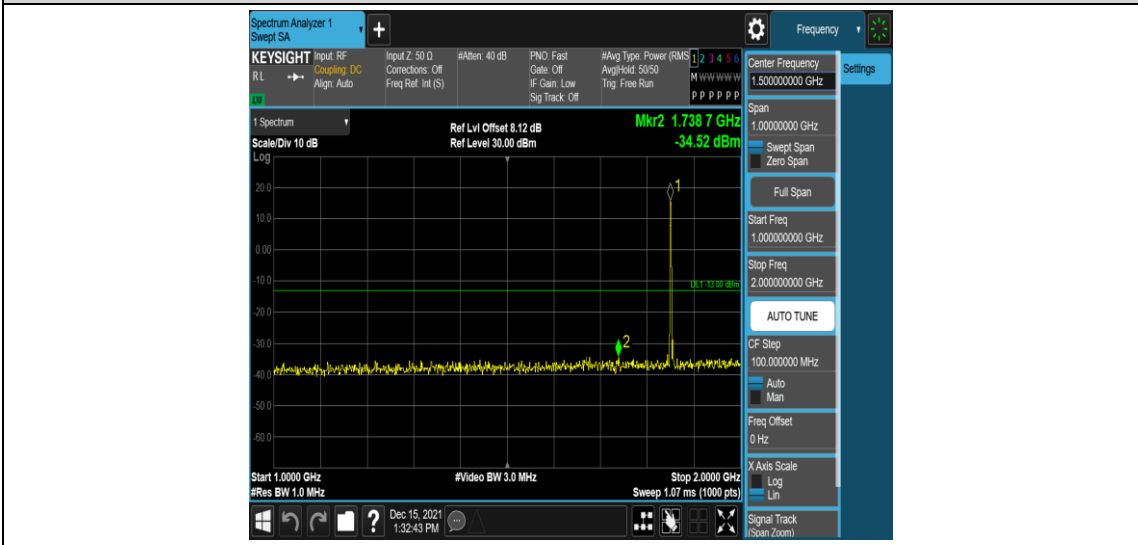 Spectrum Analyzer 1
Swept SA
+
Frequency
KEYSIGHT
RL
LXI
Input: RF
Coupling: DC
Align: Auto
Input Z: 50 Ω
Corrections: Off
Freq Ref: Int (S)
#Atten: 40 dB
PNO: Fast
Gate: Off
IF Gain: Low
Sig Track: Off
#Avg Type: Power (RMS
Avg|Hold: 50/50
Trig: Free Run
1 2 3 4 5 6
M W W W W W
P P P P P P
Center Frequency
1.500000000 GHz
Settings
Span
1.00000000 GHz
Swept Span
Zero Span
Full Span
Start Freq
1.000000000 GHz
Stop Freq
2.000000000 GHz
AUTO TUNE
CF Step
100.000000 MHz
Auto
Man
Freq Offset
0 Hz
X Axis Scale
Log
Lin
Signal Track
(Span Zoom)
1 Spectrum
Scale/Div 10 dB
Log
Ref Lvl Offset 8.12 dB
Ref Level 30.00 dBm
Mkr2 1.738 7 GHz
-34.52 dBm
20.0
10.0
0.00
-10.0
-20.0
-30.0
-40.0
-50.0
-60.0
1
DL1 -13.00 dBm
2
Start 1.0000 GHz
#Res BW 1.0 MHz
#Video BW 3.0 MHz
Stop 2.0000 GHz
Sweep 1.07 ms (1000 pts)
?
Dec 15, 2021
1:32:43 PM